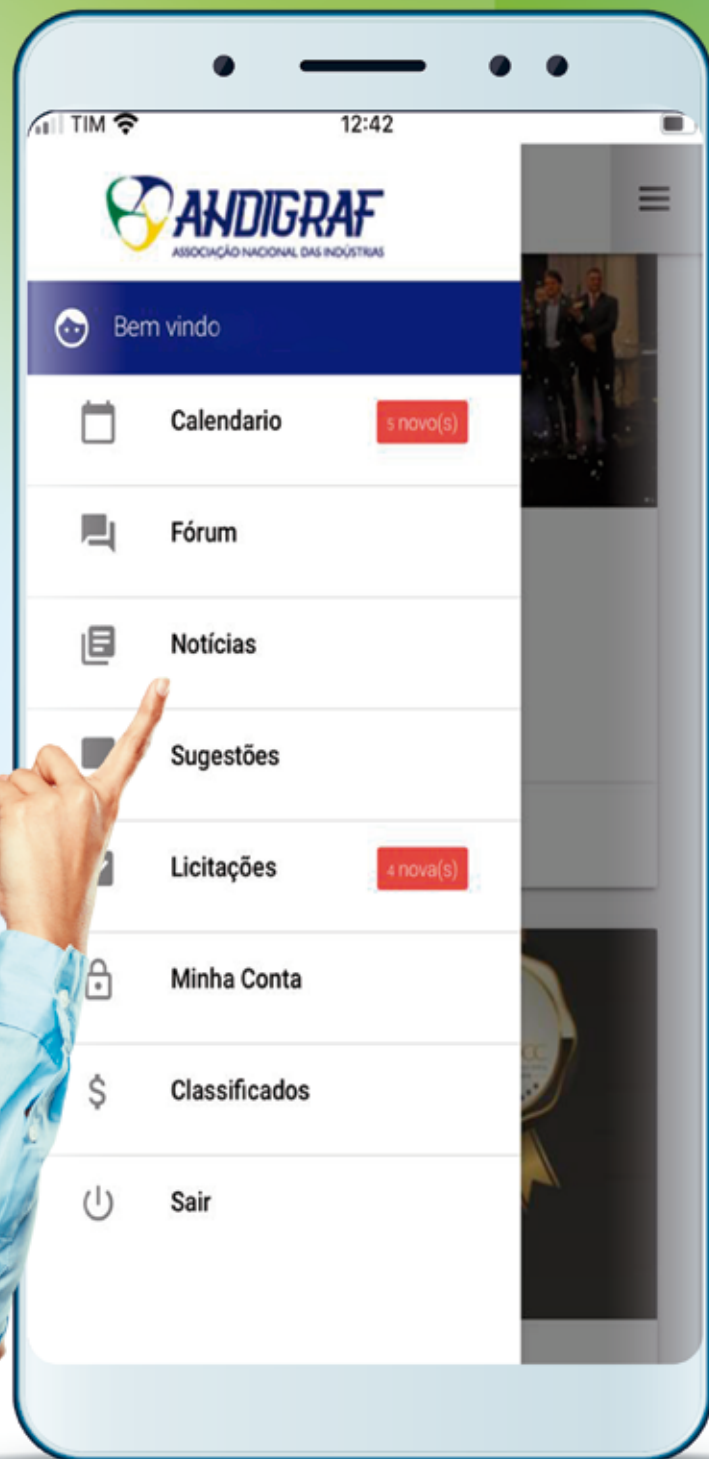 TIM 12:42
ANDIGRAF
ASSOCIAÇÃO NACIONAL DAS INDÚSTRIAS
Bem vindo
Calendario 5 novo(s)
Fórum
Notícias
Sugestões
Licitações 4 nova(s)
Minha Conta
Classificados
Sair